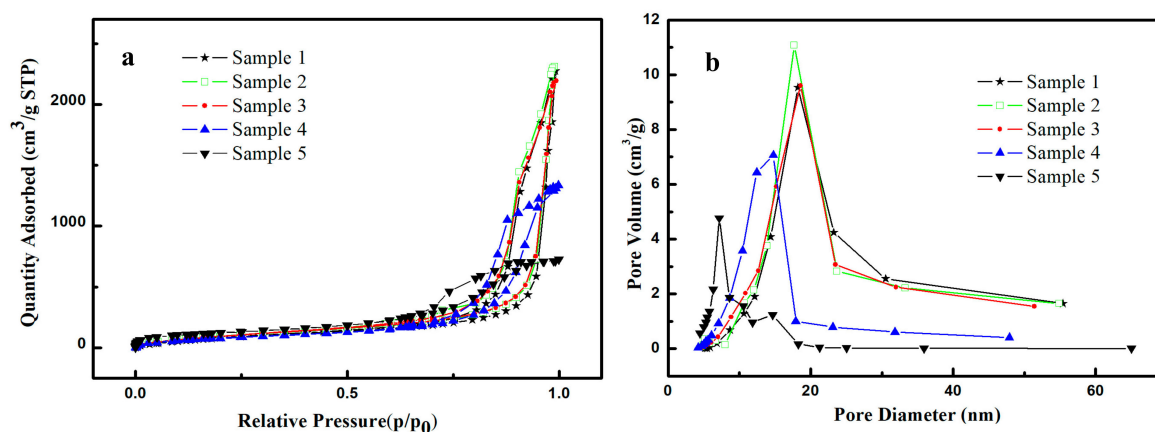 a
Sample 1
Sample 2
Sample 3
Sample 4
Sample 5
Quantity Adsorbed (cm³/g STP)
2000
1000
0
0.0
0.5
1.0
Relative Pressure(p/p₀)
b
Sample 1
Sample 2
Sample 3
Sample 4
Sample 5
Pore Volume (cm³/g)
12
10
8
6
4
2
0
0
20
40
60
Pore Diameter (nm)